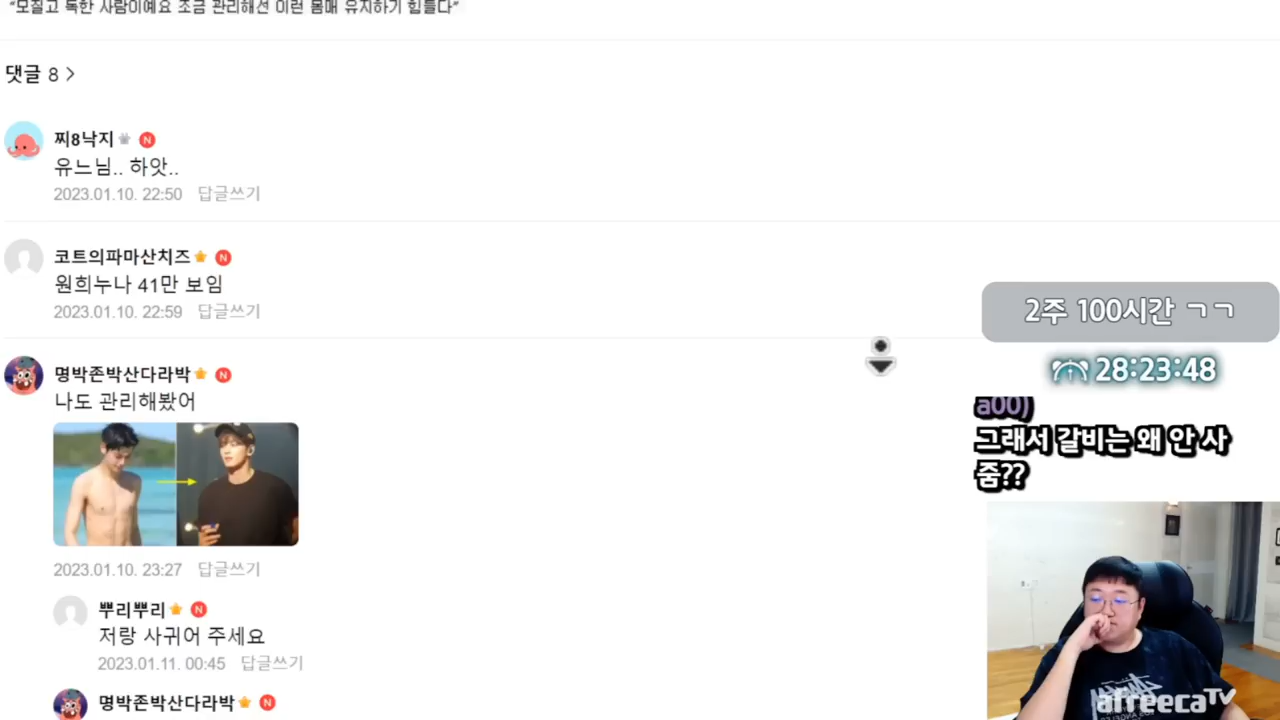 "모질고 독한 사람이예요 조금 관리해선 이런 몸매 유지하기 힘들다"
댓글 8 >
찌8낙지 N
유느님.. 하앗..
2023.01.10. 22:50 답글쓰기
코트의파마산치즈 N
원희누나 41만 보임
2023.01.10. 22:59 답글쓰기
명박존박산다라박 N
나도 관리해봤어
2023.01.10. 23:27 답글쓰기
뿌리뿌리 N
저랑 사귀어 주세요
2023.01.11. 00:45 답글쓰기
명박존박산다라박 N
2주 100시간 ㄱㄱ
28:23:48
a00)
그래서 갈비는 왜 안 사
줌??
afreecaTV